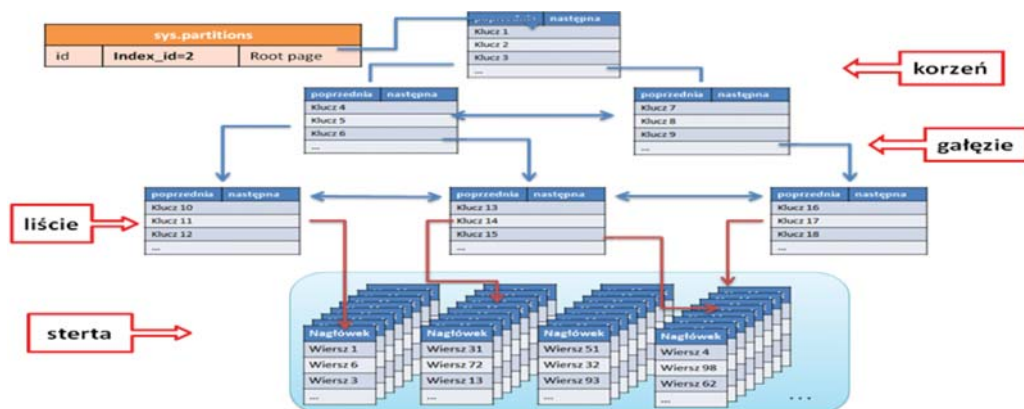 sys.partitions
id Index_id=2 Root page
poprzednia następna
Klucz 1
Klucz 2
Klucz 3
...
korzeń
poprzednia następna
Klucz 4
Klucz 5
Klucz 6
...
poprzednia następna
Klucz 7
Klucz 8
Klucz 9
...
gałęzie
poprzednia następna
Klucz 10
Klucz 11
Klucz 12
...
poprzednia następna
Klucz 13
Klucz 14
Klucz 15
...
poprzednia następna
Klucz 16
Klucz 17
Klucz 18
...
liście
sterta
Nagłówek
Wiersz 1
Wiersz 6
Wiersz 3
...
Nagłówek
Wiersz 31
Wiersz 72
Wiersz 13
...
Nagłówek
Wiersz 51
Wiersz 32
Wiersz 93
...
Nagłówek
Wiersz 4
Wiersz 98
Wiersz 62
...
...